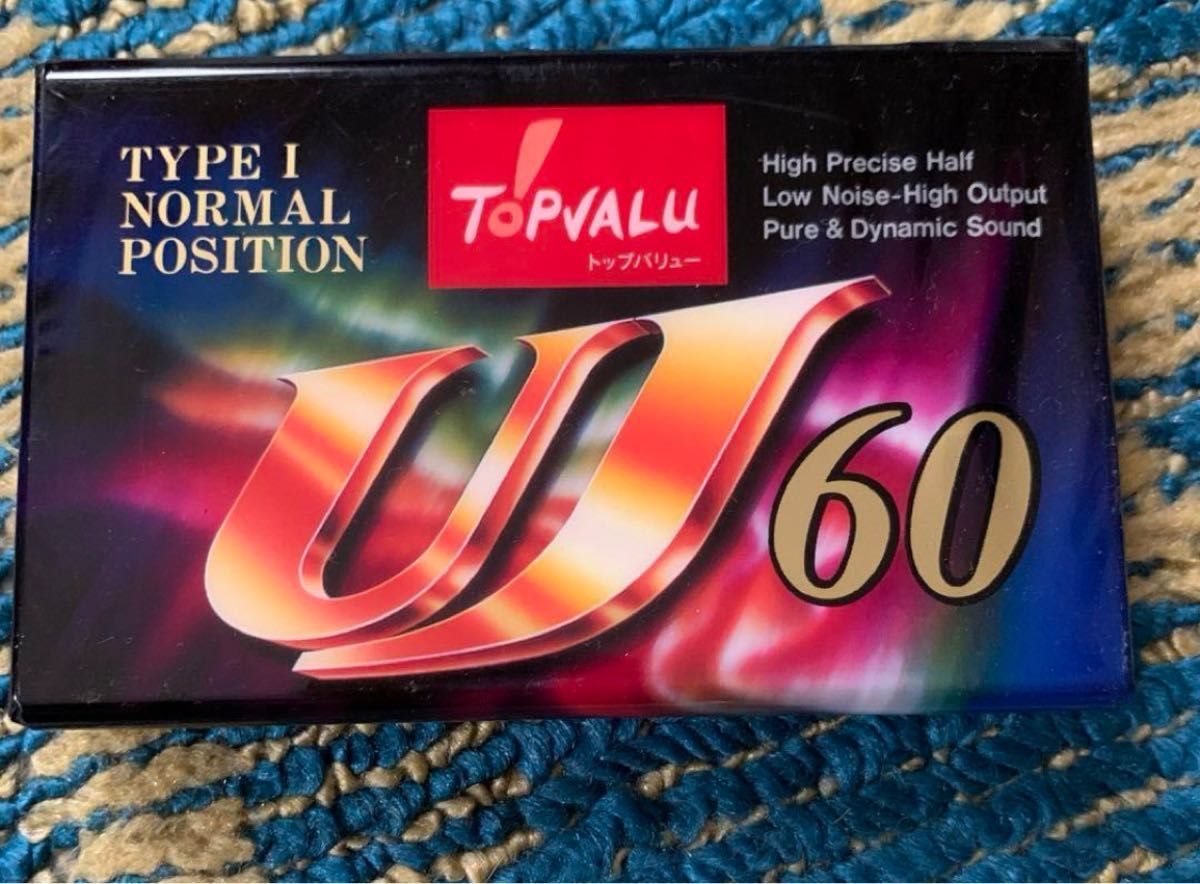 TYPE I
NORMAL
POSITION
TOPVALU
トップバリュー
High Precise Half
Low Noise-High Output
Pure & Dynamic Sound
UJ
60